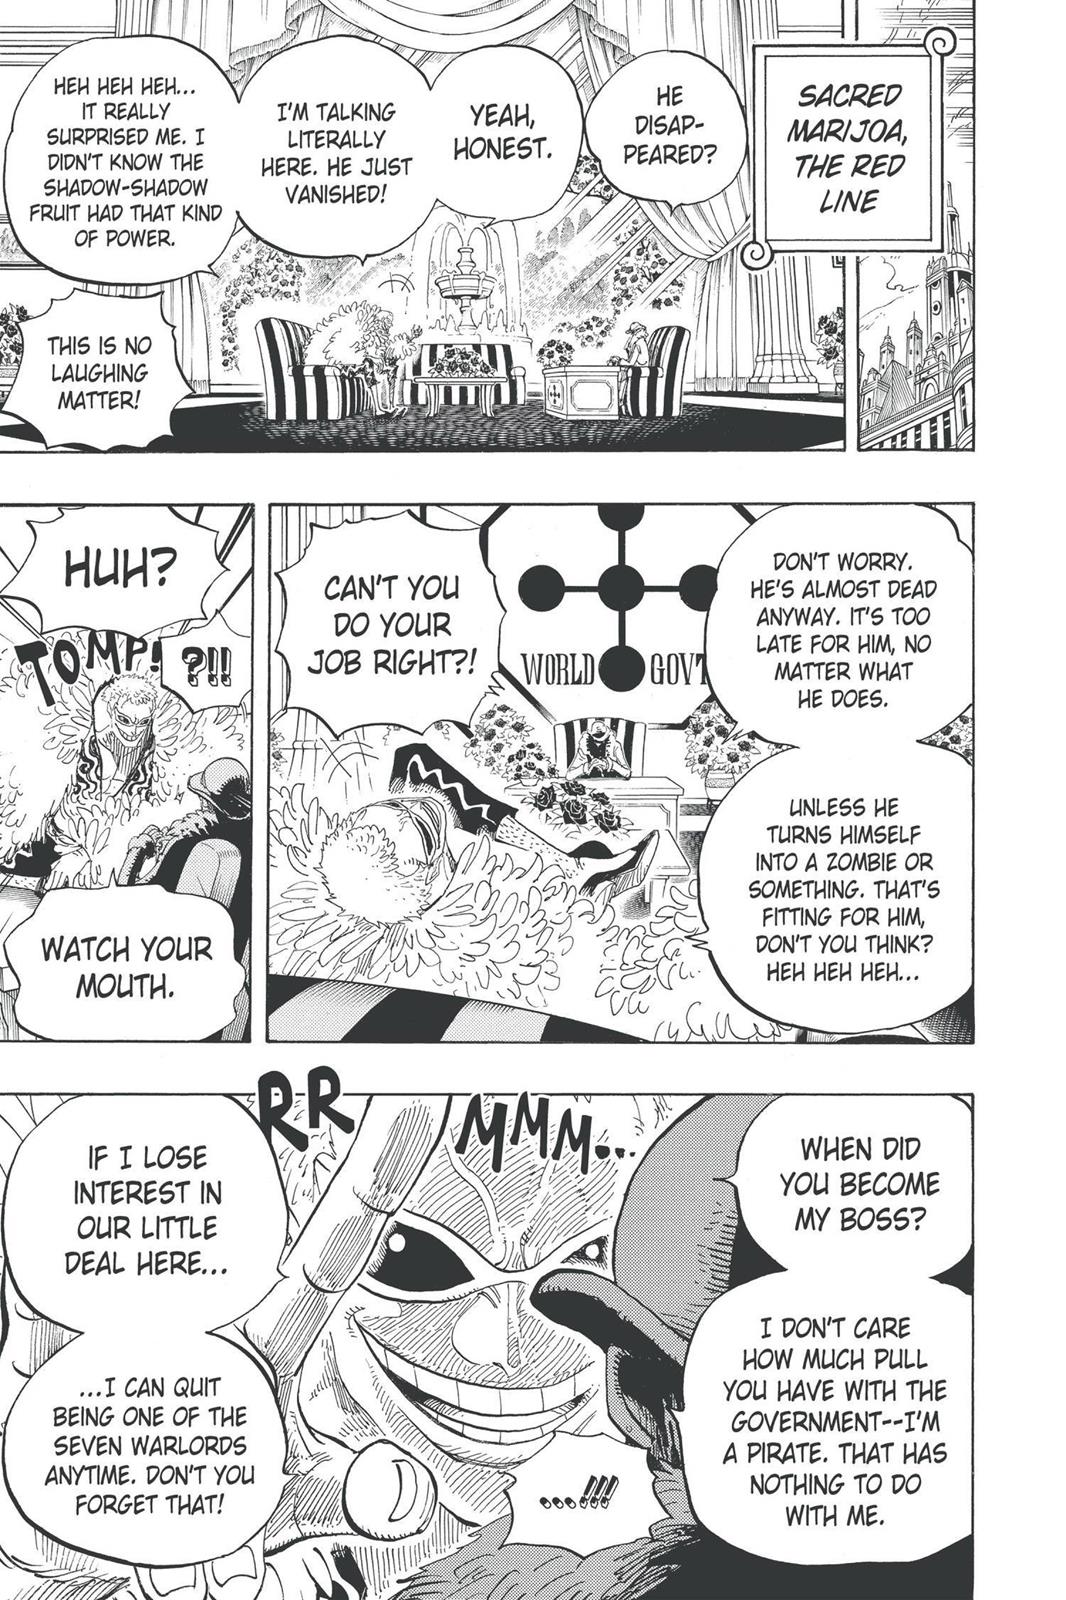 SACRED
MARIJOA,
THE RED
LINE
HE
DISAP-
PEARED?
YEAH,
HONEST.
I'M TALKING
LITERALLY
HERE. HE JUST
VANISHED!
HEH HEH HEH...
IT REALLY
SURPRISED ME. I
DIDN'T KNOW THE
SHADOW-SHADOW
FRUIT HAD THAT KIND
OF POWER.
THIS IS NO
LAUGHING
MATTER!
DON'T WORRY.
HE'S ALMOST DEAD
ANYWAY. IT'S TOO
LATE FOR HIM, NO
MATTER WHAT
HE DOES.
UNLESS HE
TURNS HIMSELF
INTO A ZOMBIE OR
SOMETHING. THAT'S
FITTING FOR HIM,
DON'T YOU THINK?
HEH HEH HEH...
WORLD GOVT
CAN'T YOU
DO YOUR
JOB RIGHT?!
HUH?
TOMP!
?!!
WATCH YOUR
MOUTH.
WHEN DID
YOU BECOME
MY BOSS?
I DON'T CARE
HOW MUCH PULL
YOU HAVE WITH THE
GOVERNMENT--I'M
A PIRATE. THAT HAS
NOTHING TO DO
WITH ME.
RR
MMM...
...!!!
IF I LOSE
INTEREST IN
OUR LITTLE
DEAL HERE...
...I CAN QUIT
BEING ONE OF THE
SEVEN WARLORDS
ANYTIME. DON'T YOU
FORGET THAT!